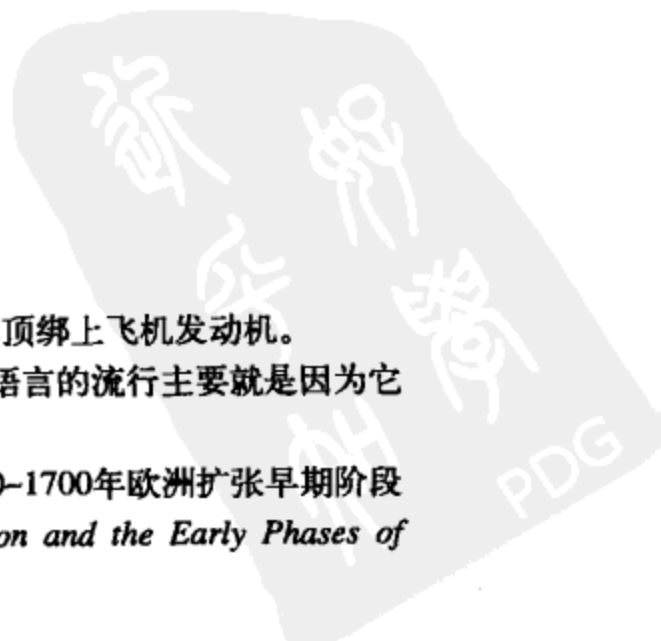 顶绑上飞机发动机。
语言的流行主要就是因为它
0–1700年欧洲扩张早期阶段
on and the Early Phases of
PDG